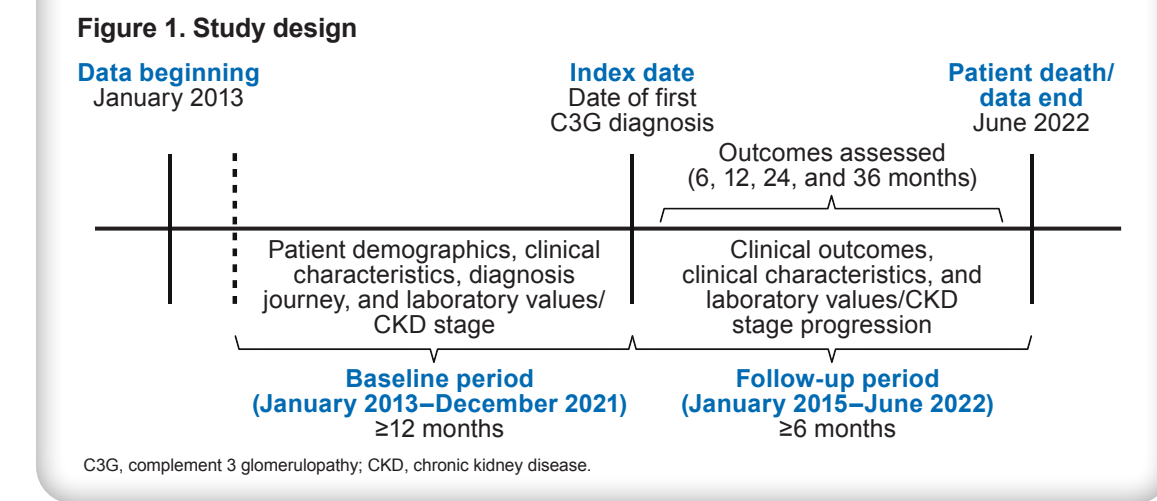 Figure 1. Study design
Data beginning
January 2013
Index date
Date of first
C3G diagnosis
Patient death/
data end
June 2022
Outcomes assessed
(6, 12, 24, and 36 months)
Patient demographics, clinical
characteristics, diagnosis
journey, and laboratory values/
CKD stage
Clinical outcomes,
clinical characteristics, and
laboratory values/CKD
stage progression
Baseline period
(January 2013–December 2021)
≥12 months
Follow-up period
(January 2015–June 2022)
≥6 months
C3G, complement 3 glomerulopathy; CKD, chronic kidney disease.